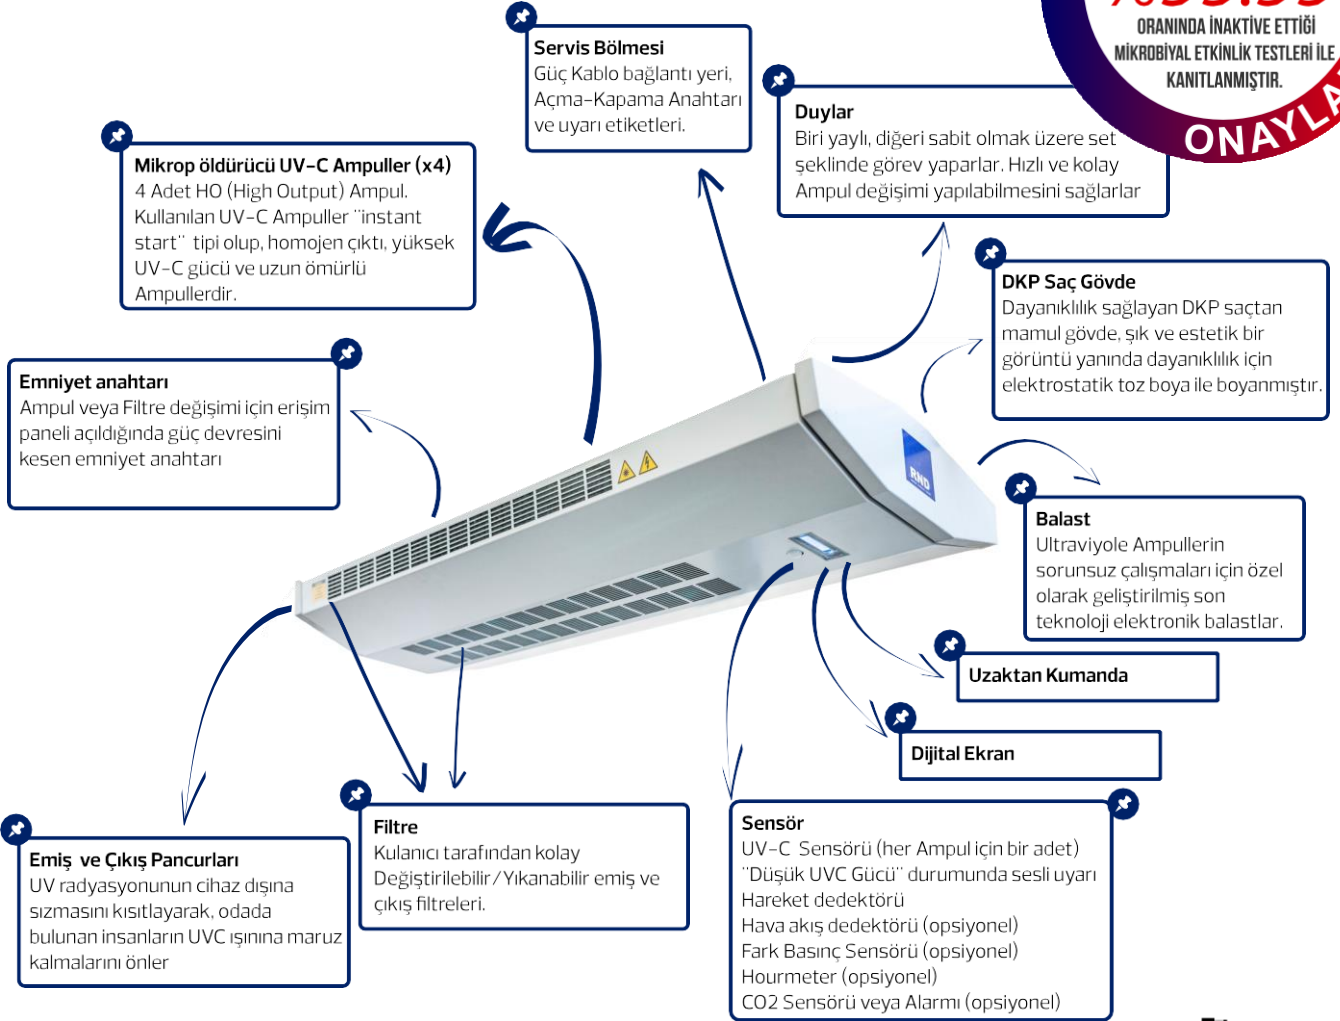 ORANINDA İNAKTİVE ETTİĞİ
MİKROBİYAL ETKİNLİK TESTLERİ İLE
KANITLANMIŞTIR.
Servis Bölmesi
Güç Kablo bağlantı yeri,
Açma-Kapama Anahtarı
ve uyarı etiketleri.
Duylar
Biri yaylı, diğeri sabit olmak üzere set
şeklinde görev yaparlar. Hızlı ve kolay
Ampul değişimi yapılabilmesini sağlarlar
Mikrop öldürücü UV-C Ampuller (x4)
4 Adet HO (High Output) Ampul.
Kullanılan UV-C Ampuller ¨instant
start¨ tipi olup, homojen çıktı, yüksek
UV-C gücü ve uzun ömürlü
Ampullerdir.
DKP Saç Gövde
Dayanıklılık sağlayan DKP saçtan
mamul gövde, şık ve estetik bir
görüntü yanında dayanıklılık için
elektrostatik toz boya ile boyanmıştır.
Emniyet anahtarı
Ampul veya Filtre değişimi için erişim
paneli açıldığında güç devresini
kesen emniyet anahtarı
RND
Balast
Ultraviyole Ampullerin
sorunsuz çalışmaları için özel
olarak geliştirilmiş son
teknoloji elektronik balastlar.
Uzaktan Kumanda
Dijital Ekran
Sensör
UV-C Sensörü (her Ampul için bir adet)
¨Düşük UVC Gücü¨ durumunda sesli uyarı
Hareket dedektörü
Hava akış dedektörü (opsiyonel)
Fark Basınç Sensörü (opsiyonel)
Hourmeter (opsiyonel)
CO2 Sensörü veya Alarmı (opsiyonel)
Filtre
Kulanıcı tarafından kolay
Değiştirilebilir/Yıkanabilir emiş ve
çıkış filtreleri.
Emiş ve Çıkış Pancurları
UV radyasyonunun cihaz dışına
sızmasını kısıtlayarak, odada
bulunan insanların UVC ışınına maruz
kalmalarını önler